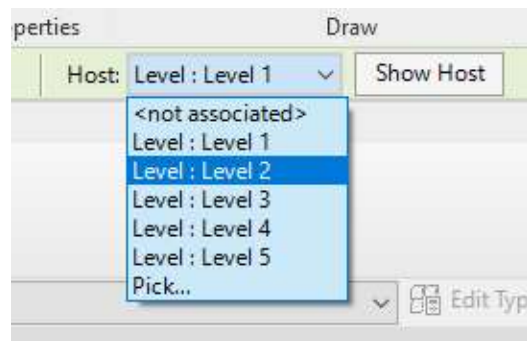 perties Draw
Host: Level : Level 1 Show Host
<not associated>
Level : Level 1
Level : Level 2
Level : Level 3
Level : Level 4
Level : Level 5
Pick...
Edit Typ